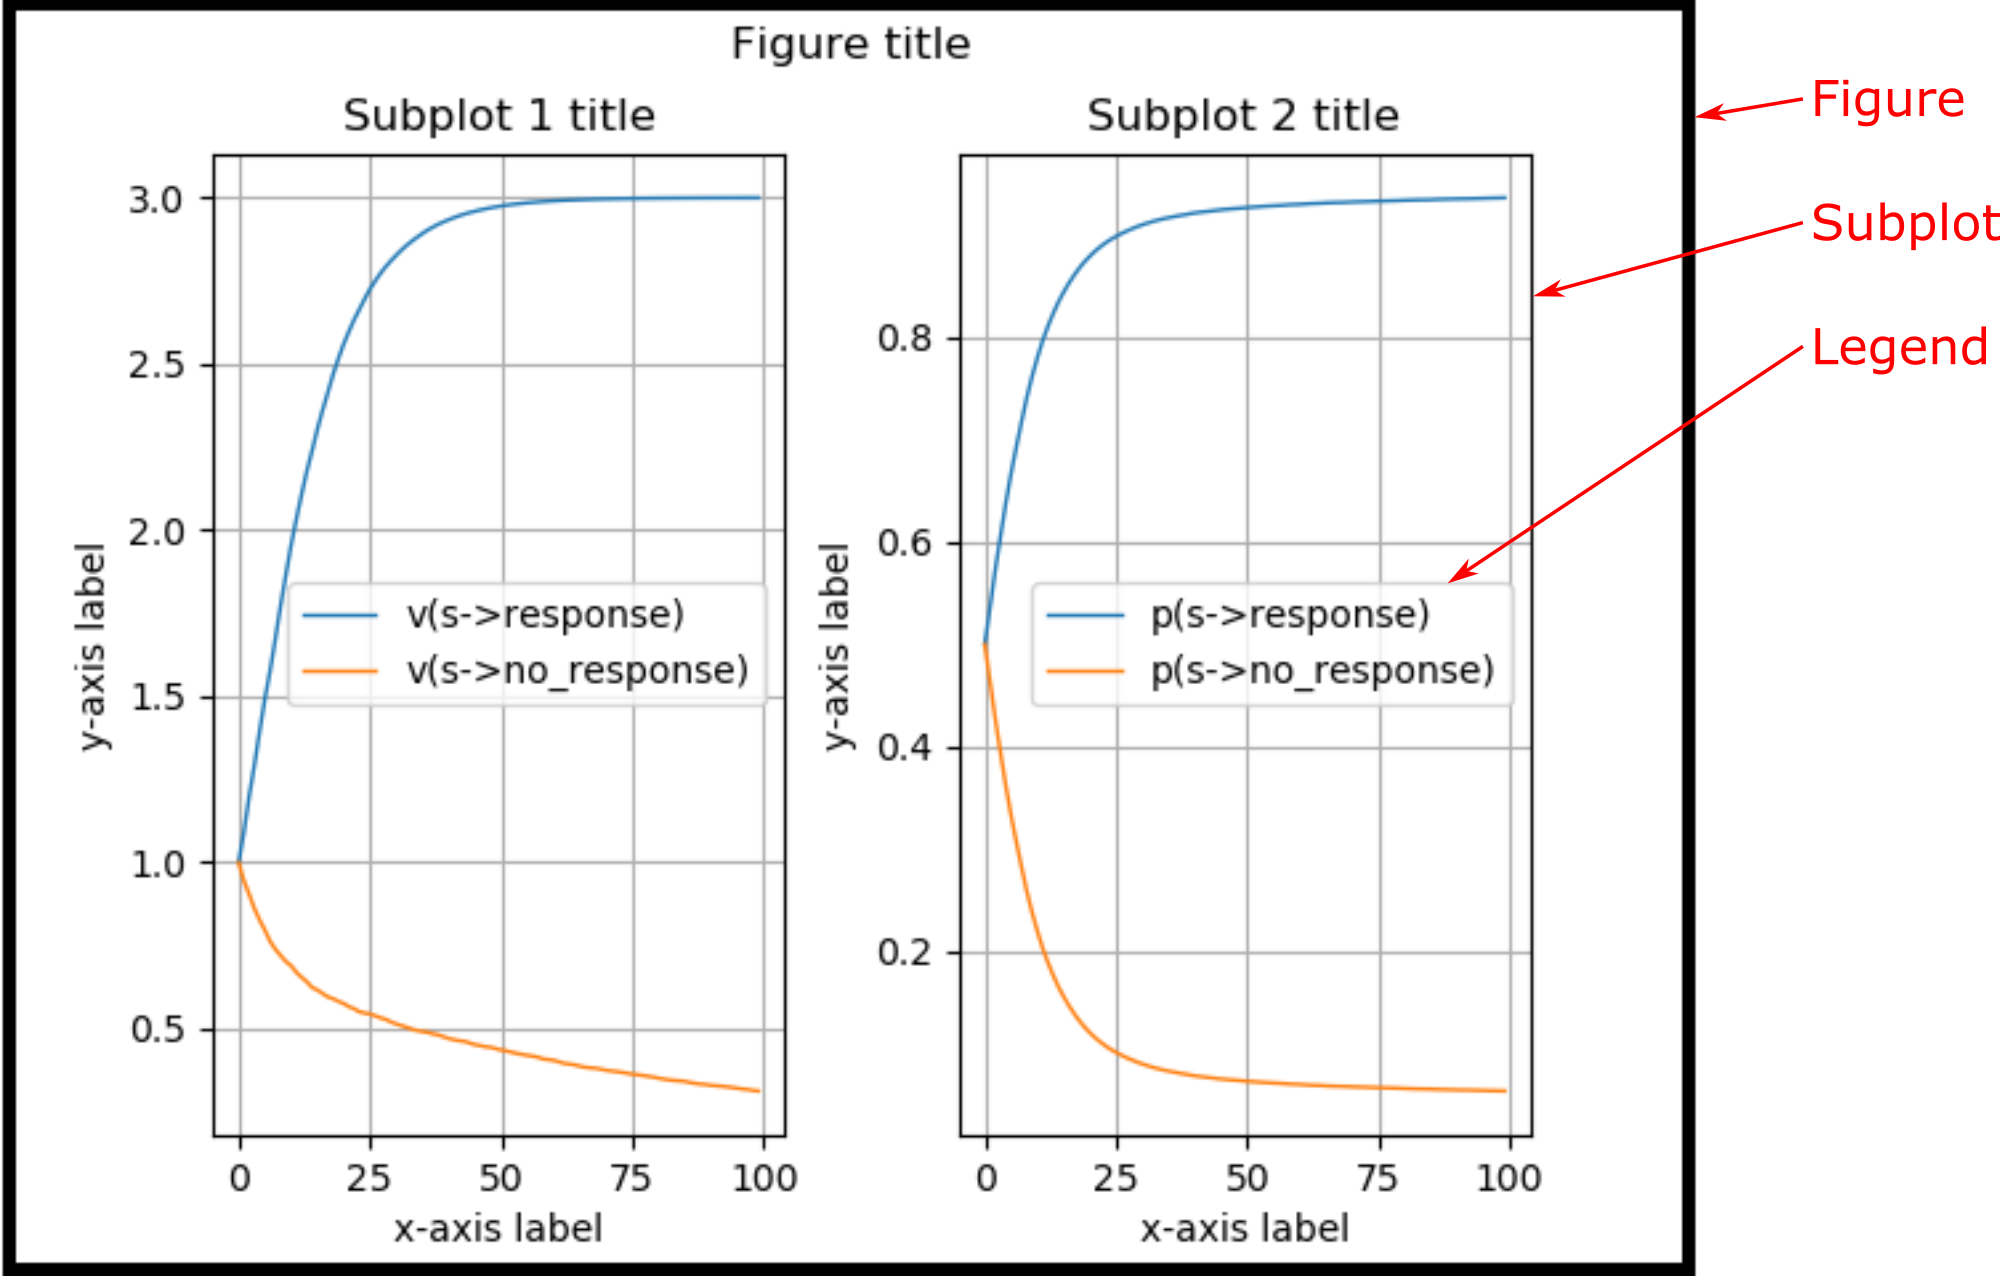 Figure title
Subplot 1 title
3.0
2.5
2.0
1.5
1.0
0.5
y-axis label
v(s->response)
v(s->no_response)
0 25 50 75 100
x-axis label
Subplot 2 title
0.8
0.6
0.4
0.2
y-axis label
p(s->response)
p(s->no_response)
0 25 50 75 100
x-axis label
Figure
Subplot
Legend